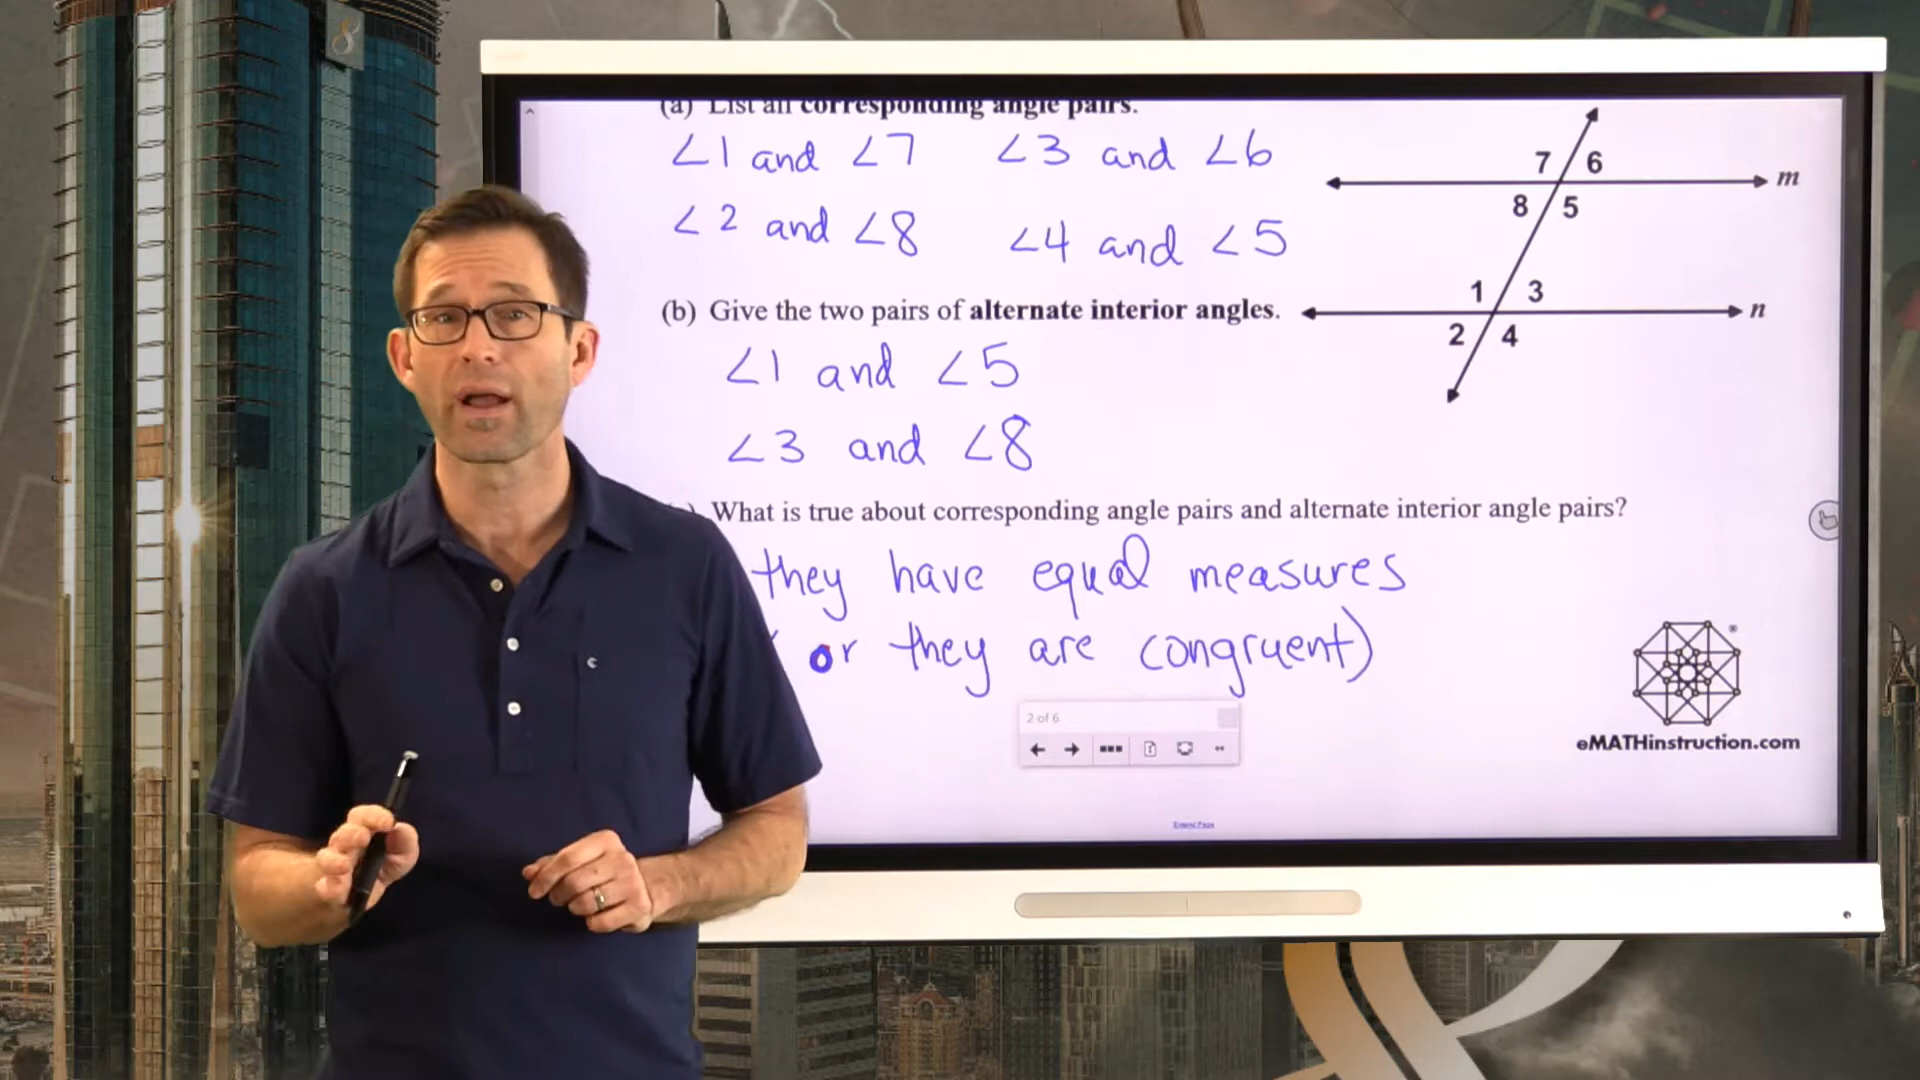 (a) List all corresponding angle pairs.
∠1 and ∠7 ∠3 and ∠6
∠2 and ∠8 ∠4 and ∠5
7 6
m
8 5
1 3
(b) Give the two pairs of alternate interior angles.
n
2 4
∠1 and ∠5
∠3 and ∠8
What is true about corresponding angle pairs and alternate interior angle pairs?
they have equal measures
or they are congruent)
2 of 6
eMATHinstruction.com
Extend Page
8